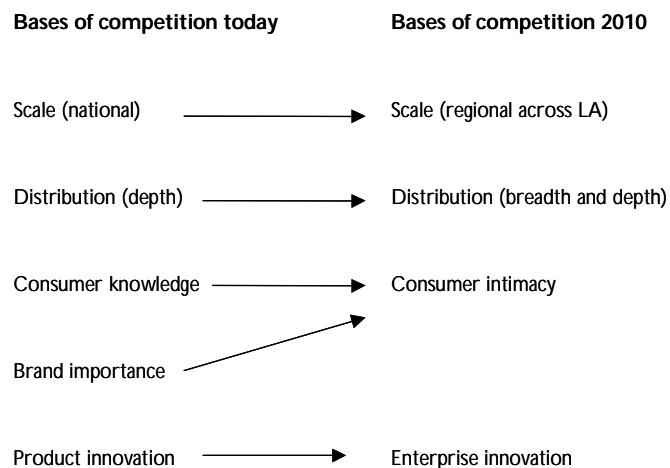 Bases of competition today
Bases of competition 2010
Scale (national)
Scale (regional across LA)
Distribution (depth)
Distribution (breadth and depth)
Consumer knowledge
Consumer intimacy
Brand importance
Product innovation
Enterprise innovation